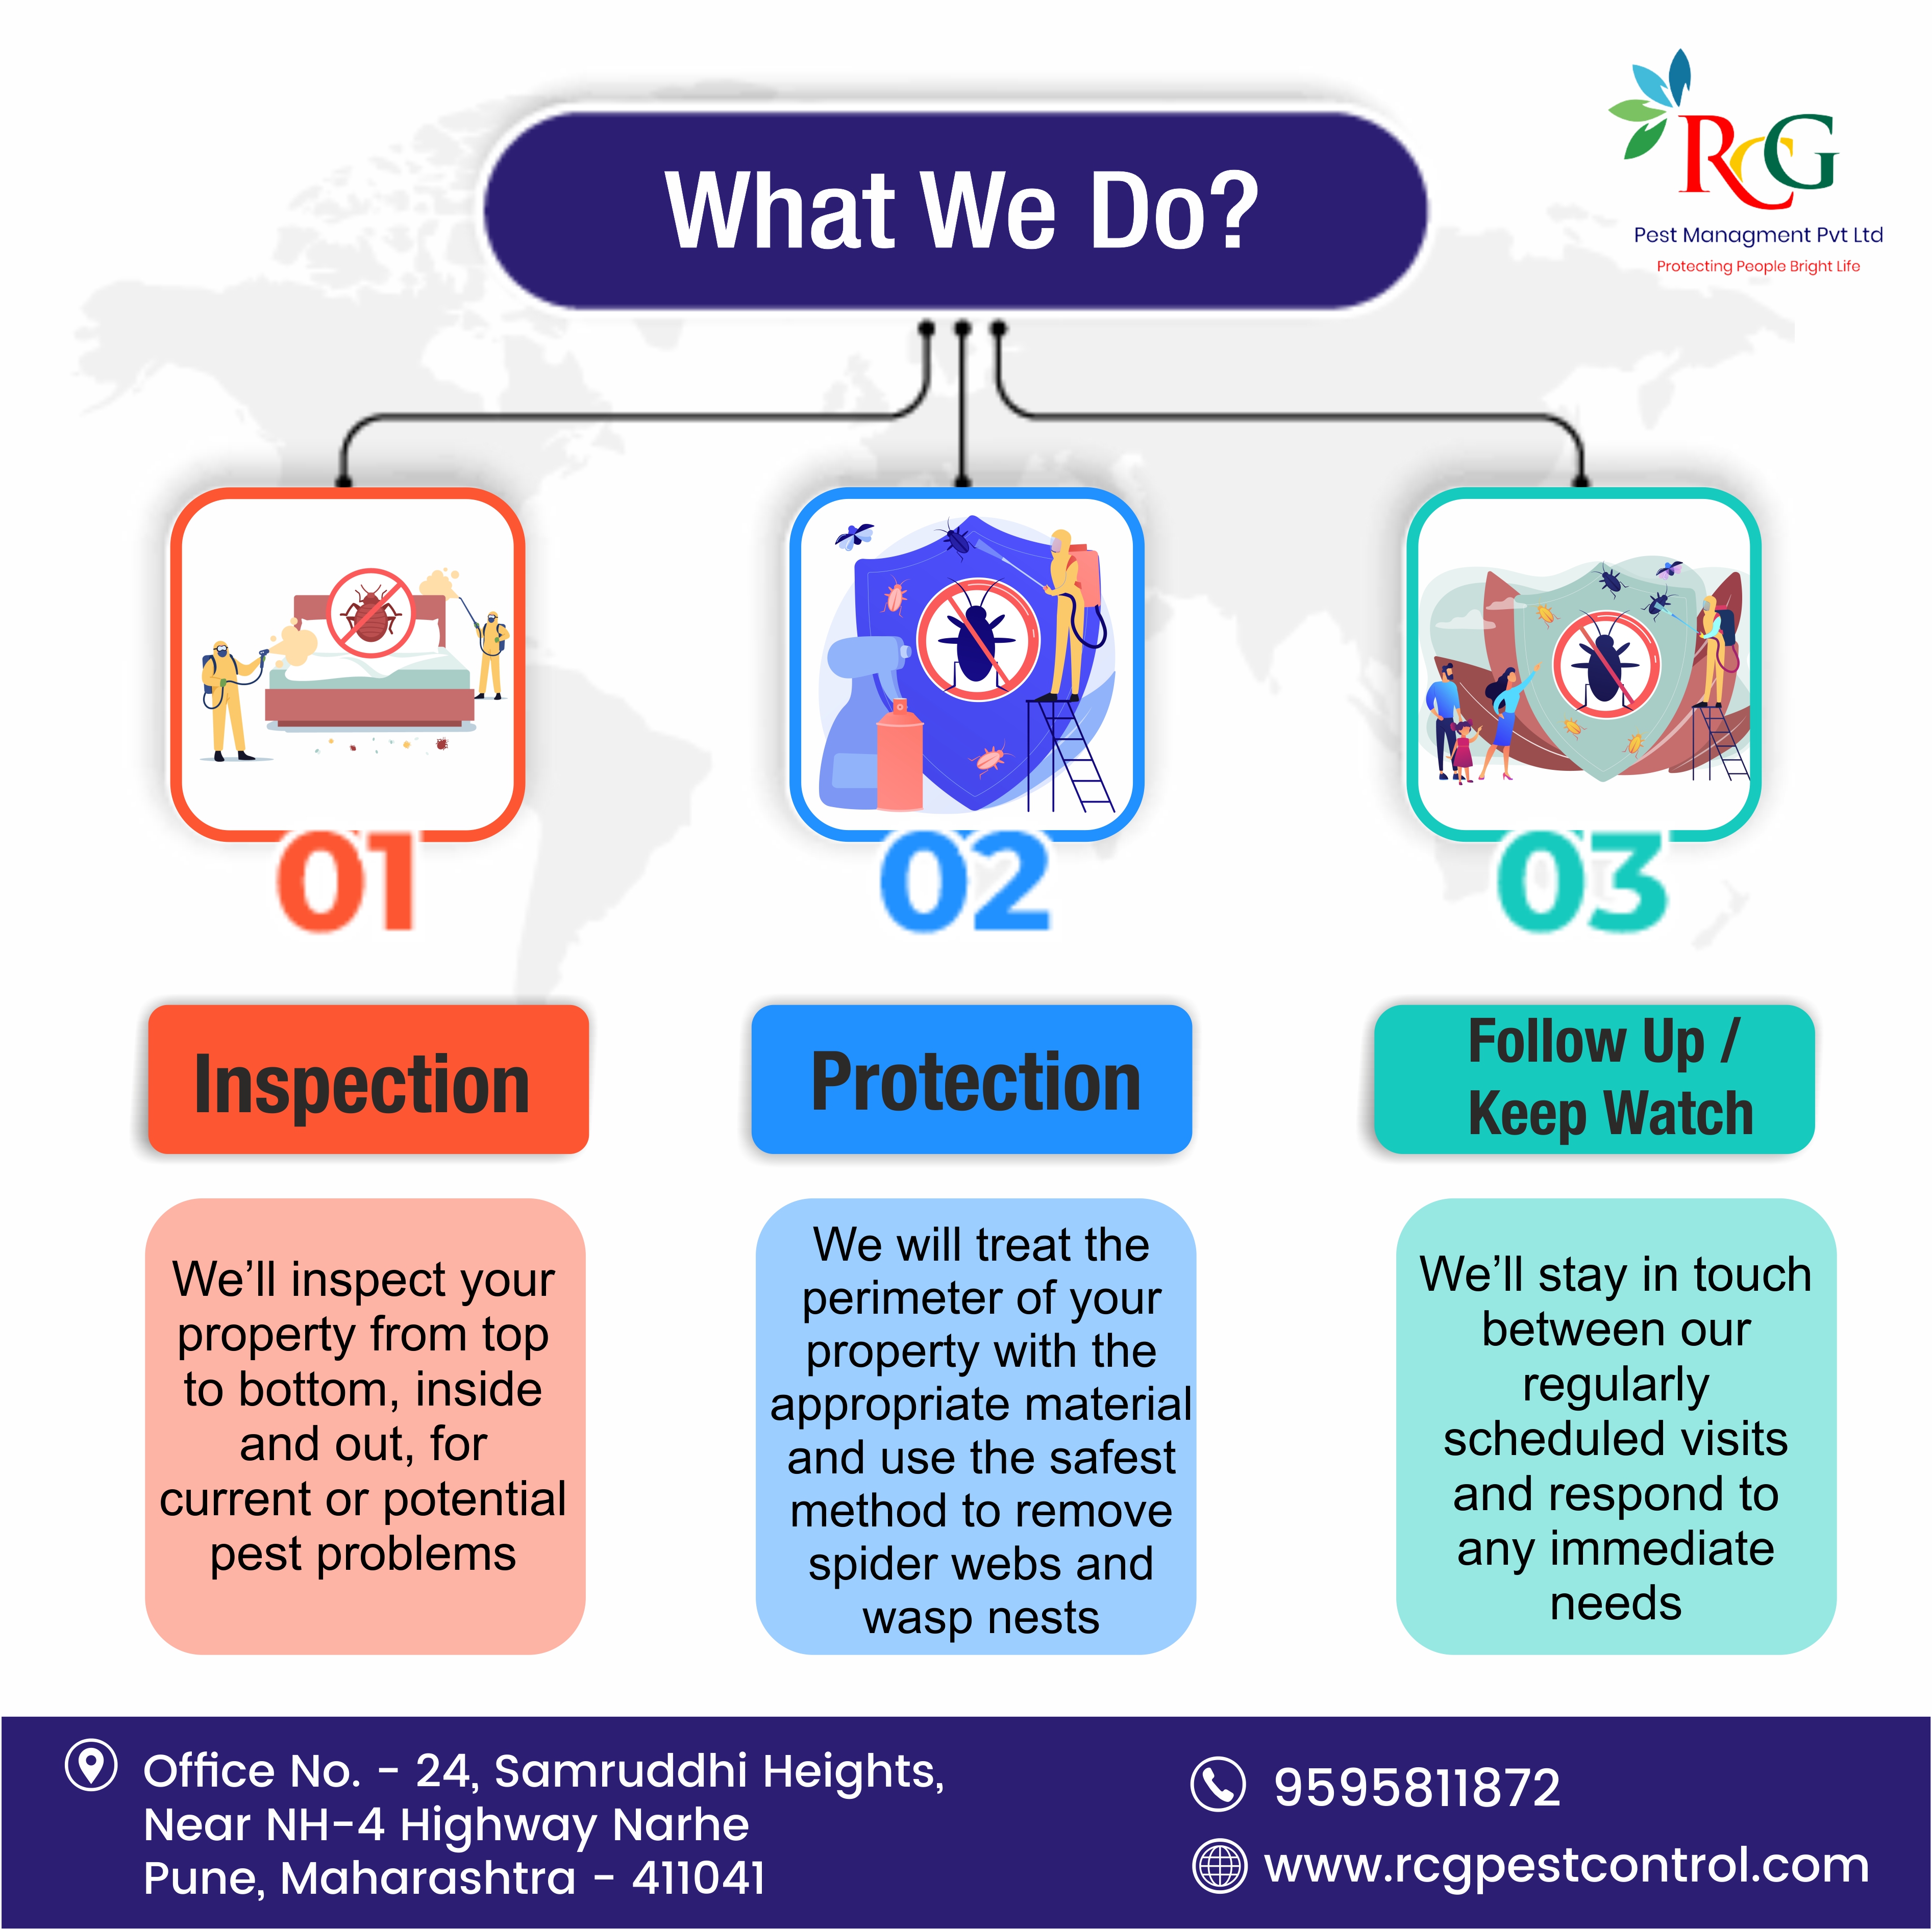 What We Do?
RCG
Pest Managment Pvt Ltd
Protecting People Bright Life
01
02
03
Inspection
We’ll inspect your
property from top
to bottom, inside
and out, for
current or potential
pest problems
Protection
We will treat the
perimeter of your
property with the
appropriate material
and use the safest
method to remove
spider webs and
wasp nests
Follow Up /
Keep Watch
We’ll stay in touch
between our
regularly
scheduled visits
and respond to
any immediate
needs
Office No. - 24, Samruddhi Heights,
Near NH-4 Highway Narhe
Pune, Maharashtra - 411041
9595811872
www.rcgpestcontrol.com